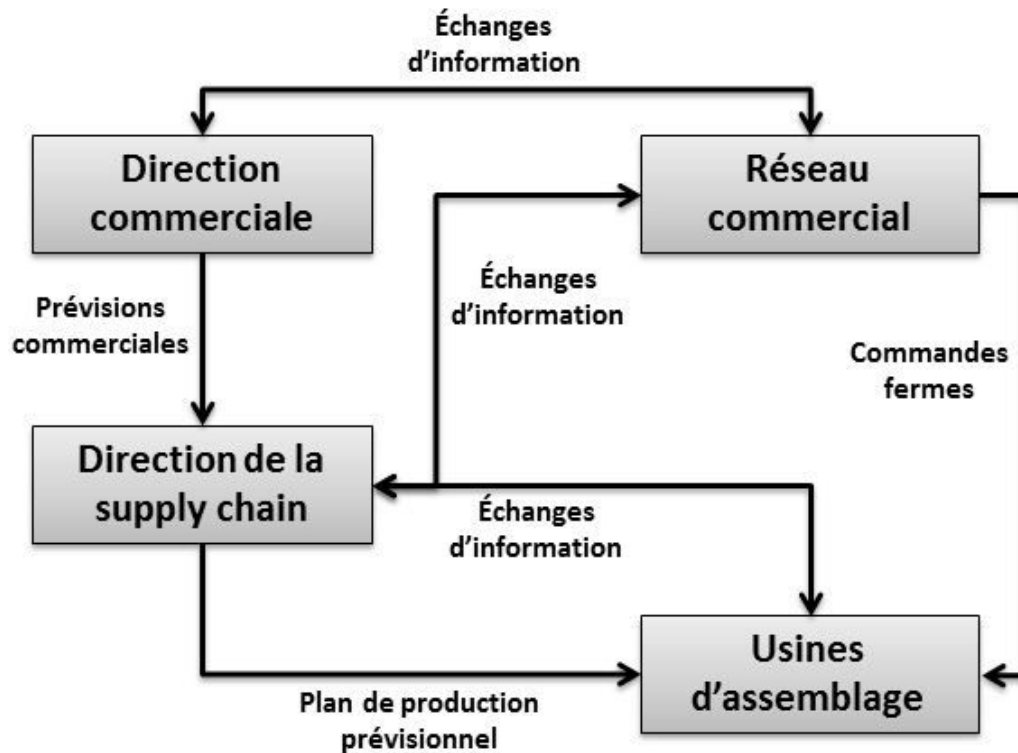 Échanges
d'information
Direction
commerciale
Réseau
commercial
Échanges
d'information
Prévisions
commerciales
Commandes
fermes
Direction de la
supply chain
Échanges
d'information
Usines
d'assemblage
Plan de production
prévisionnel